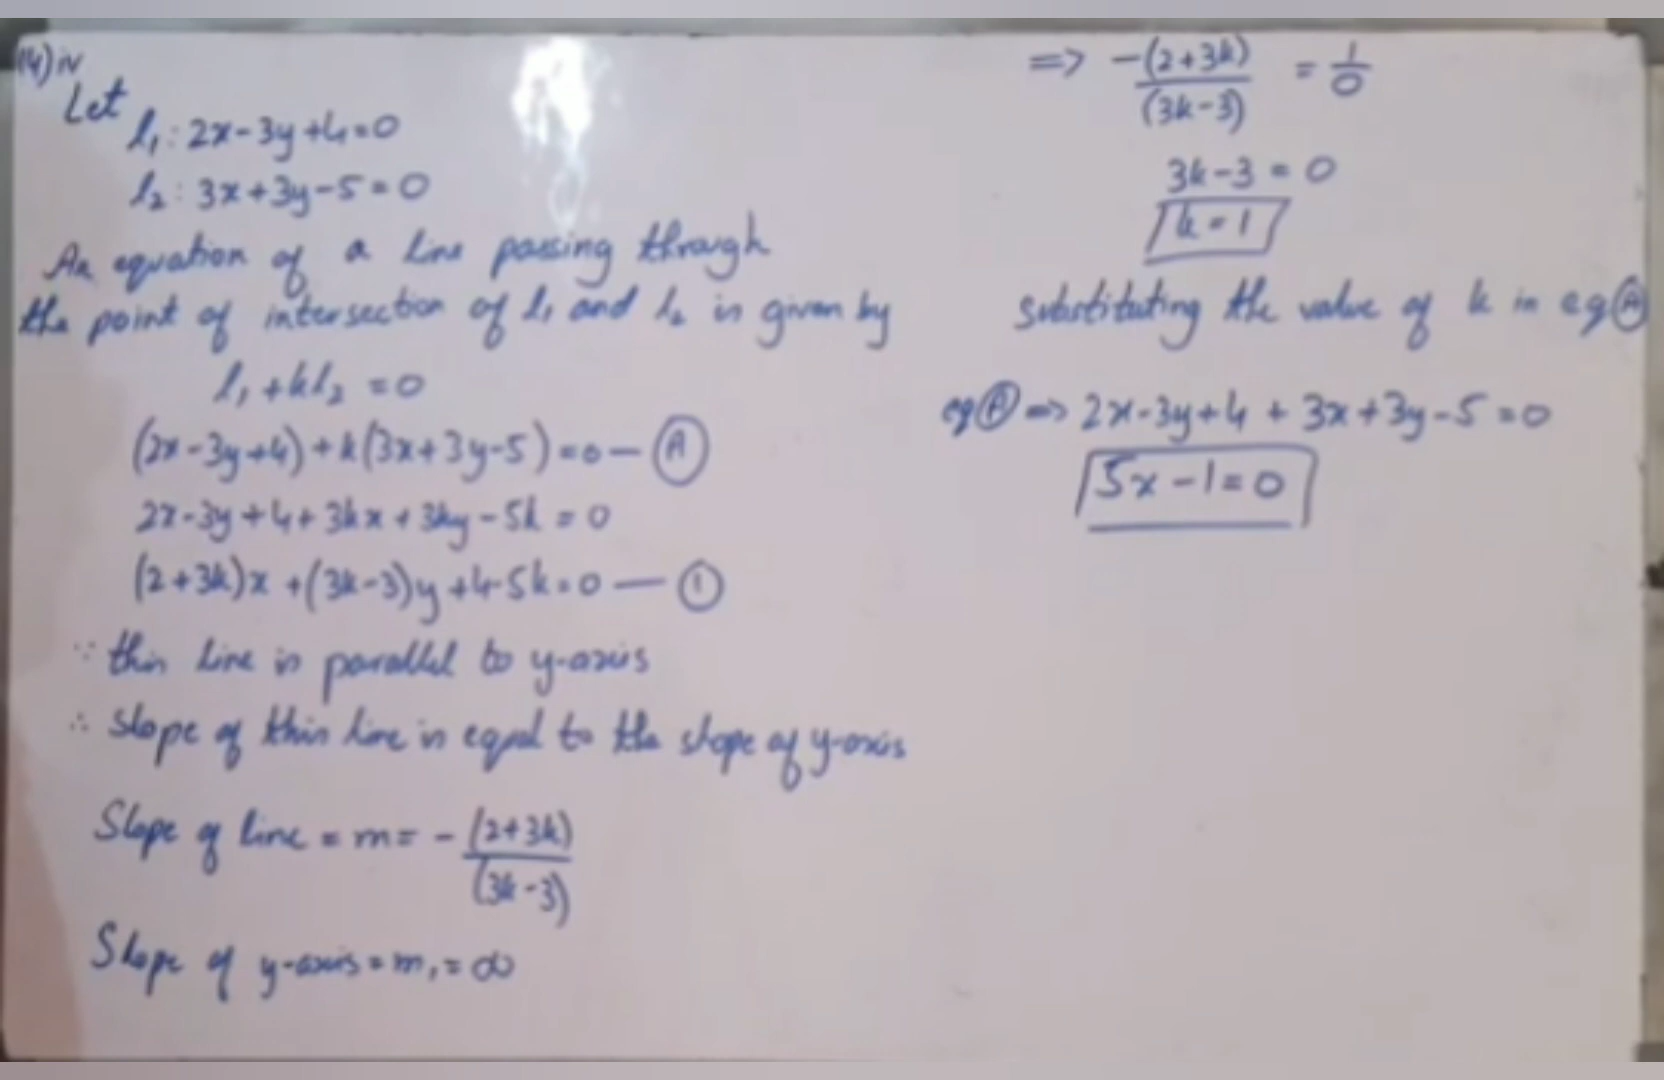 (4) iv
Let
l₁ : 2x - 3y + 4 = 0
l₂ : 3x + 3y - 5 = 0
An equation of a line passing through
the point of intersection of l₁ and l₂ is given by
l₁ + kl₂ = 0
(2x - 3y + 4) + k(3x + 3y - 5) = 0 — Ⓐ
2x - 3y + 4 + 3kx + 3ky - 5k = 0
(2 + 3k)x + (3k - 3)y + 4 - 5k = 0 — ①
∵ this line is parallel to y-axis
∴ slope of this line is equal to the slope of y-axis
Slope of line = m = - (2 + 3k) / (3k - 3)
Slope of y-axis = m₁ = ∞
=> -(2 + 3k) / (3k - 3) = 1/0
3k - 3 = 0
k = 1
substituting the value of k in eq Ⓐ
eq Ⓐ => 2x - 3y + 4 + 3x + 3y - 5 = 0
5x - 1 = 0